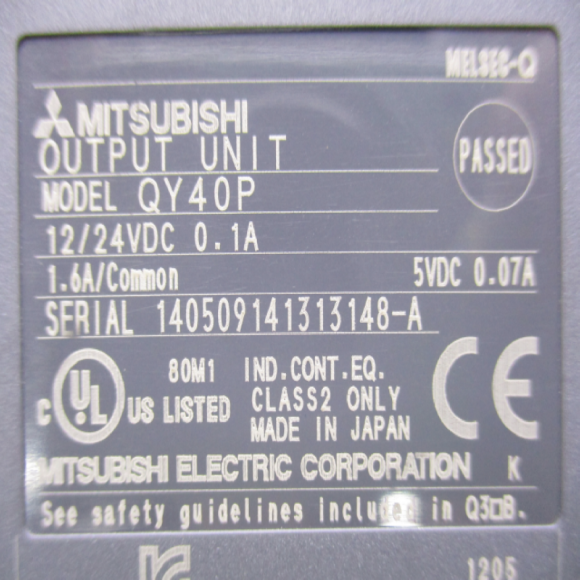 MELSEC-Q
MITSUBISHI
OUTPUT UNIT
PASSED
MODEL QY40P
12/24VDC 0.1A
1.6A/Common 5VDC 0.07A
SERIAL 140509141313148-A
80M1 IND.CONT.EQ.
C UL US LISTED CLASS2 ONLY
MADE IN JAPAN
CE
MITSUBISHI ELECTRIC CORPORATION K
See safety guidelines included in Q3□B.
1205